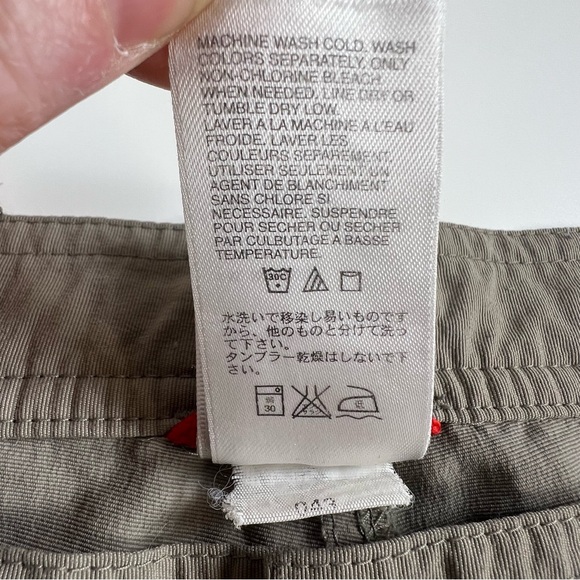 MACHINE WASH COLD. WASH
COLORS SEPARATELY. ONLY
NON-CHLORINE BLEACH
WHEN NEEDED. LINE DRY OR
TUMBLE DRY LOW.
LAVER A LA MACHINE A L'EAU
FROIDE. LAVER LES
COULEURS SEPAREMENT.
UTILISER SEULEMENT UN
AGENT DE BLANCHIMENT
SANS CHLORE SI
NECESSAIRE. SUSPENDRE
POUR SECHER OU SECHER
PAR CULBUTAGE A BASSE
TEMPERATURE.
30C
水洗いで移染し易いものです
から、他のものと分けて洗っ
て下さい。
タンブラー乾燥はしないで下
さい。
弱 30